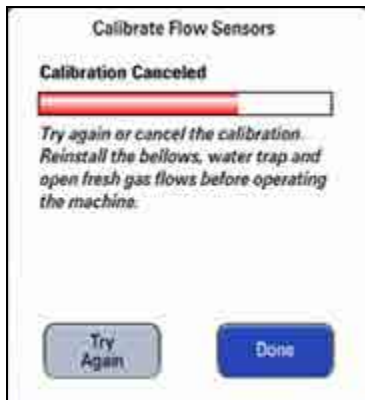 Calibrate Flow Sensors
Calibration Canceled
Try again or cancel the calibration.
Reinstall the bellows, water trap and
open fresh gas flows before operating
the machine.
Try
Again
Done